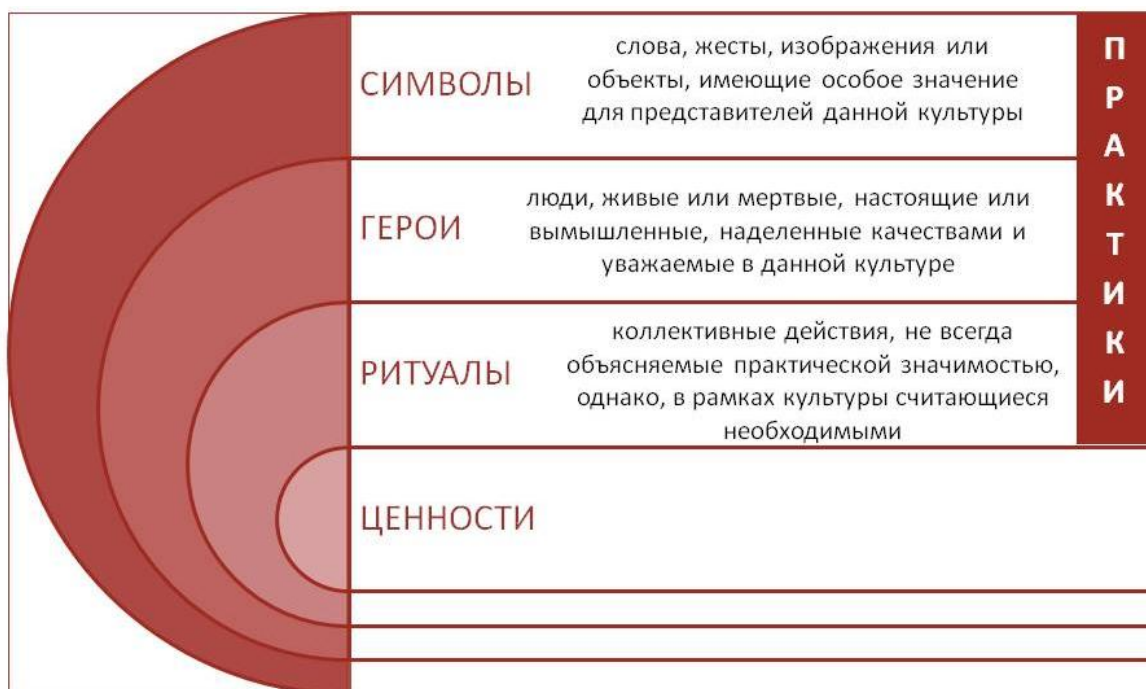 СИМВОЛЫ
слова, жесты, изображения или
объекты, имеющие особое значение
для представителей данной культуры
ГЕРОИ
люди, живые или мертвые, настоящие или
вымышленные, наделенные качествами и
уважаемые в данной культуре
РИТУАЛЫ
коллективные действия, не всегда
объясняемые практической значимостью,
однако, в рамках культуры считающиеся
необходимыми
ЦЕННОСТИ
ПРАКТИКИ